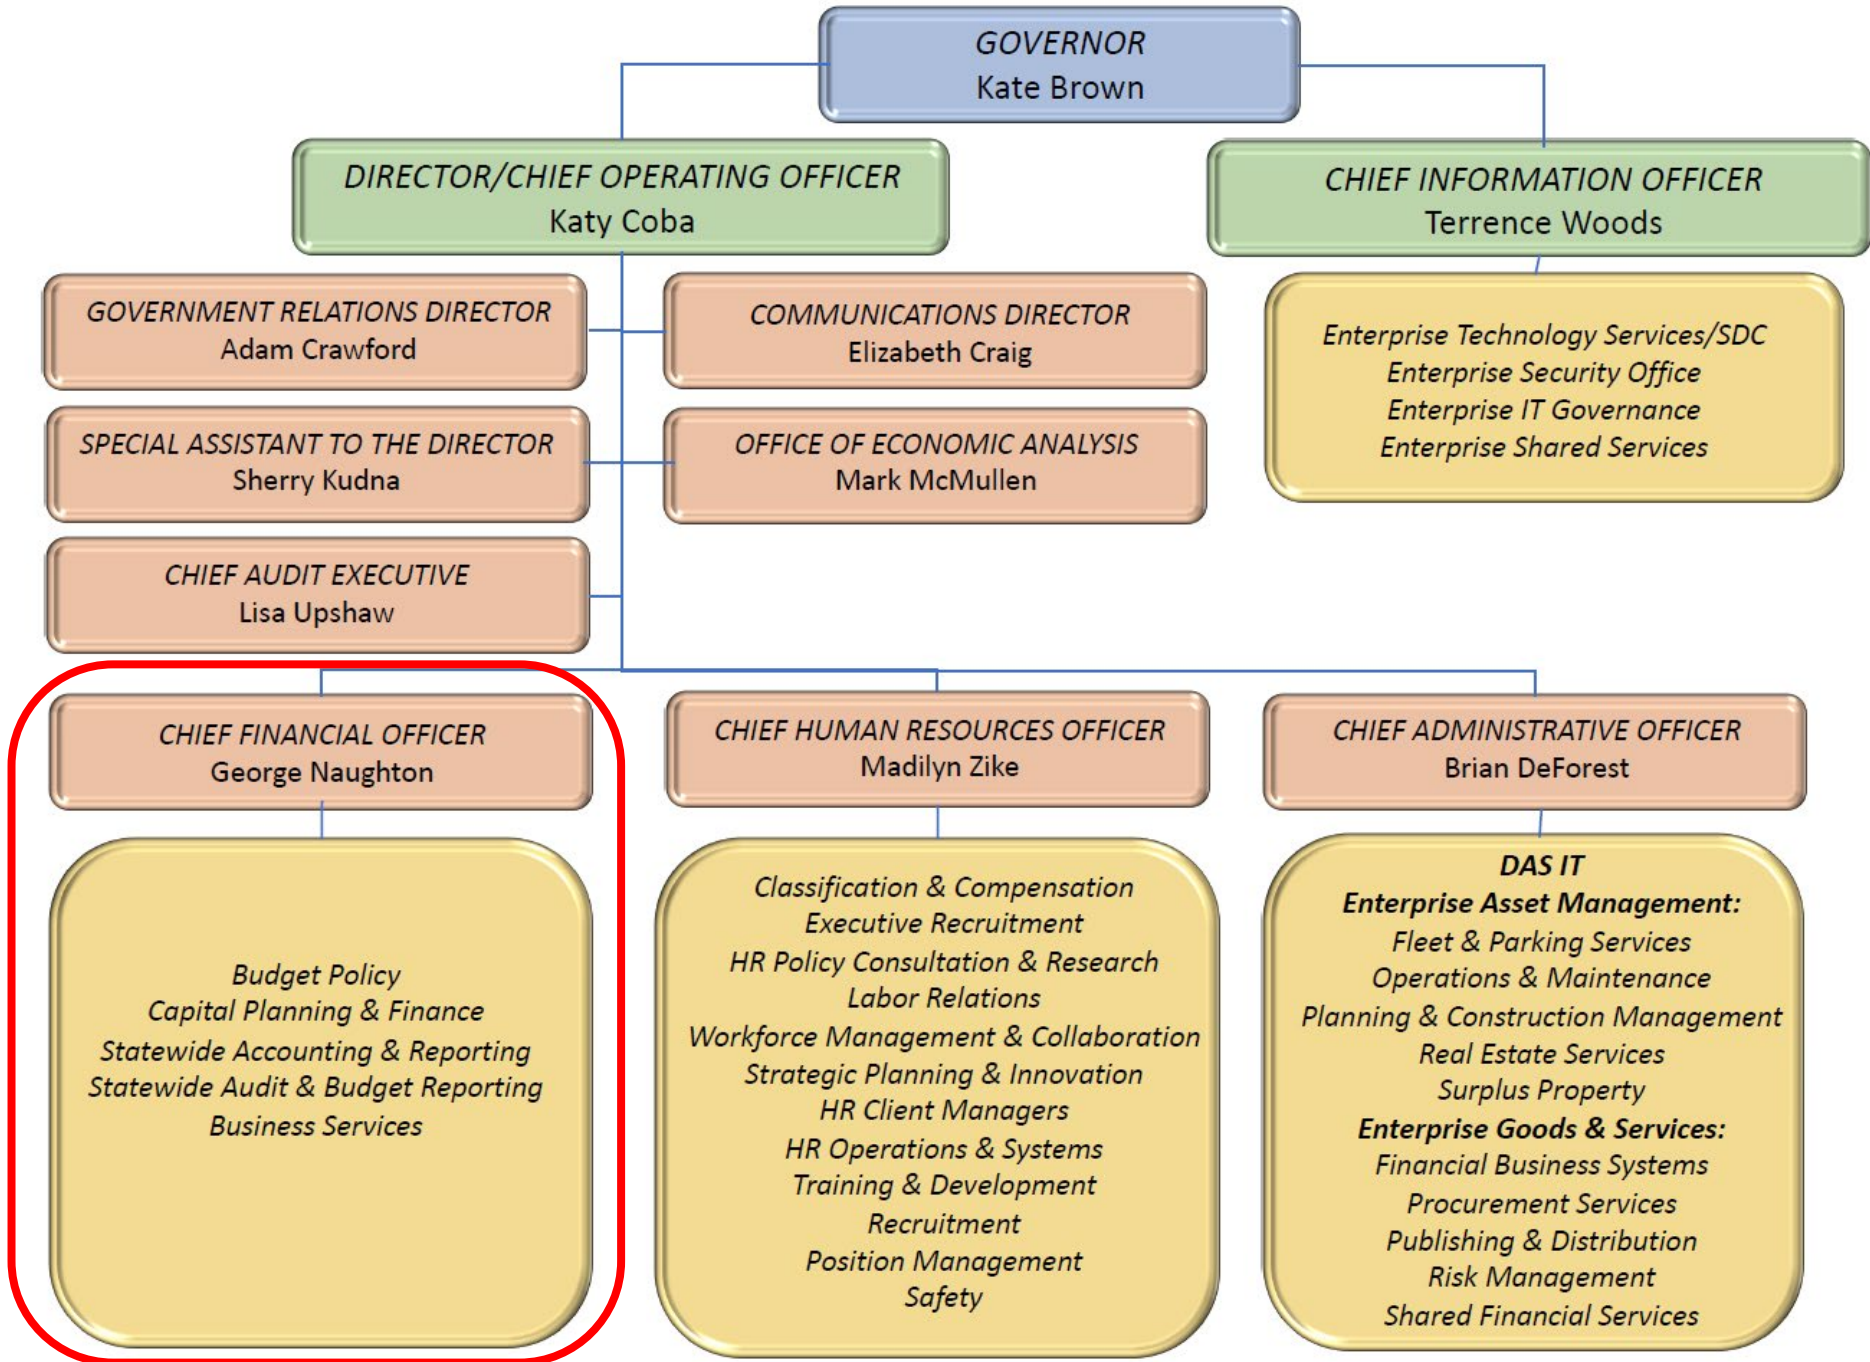 GOVERNOR
Kate Brown
DIRECTOR/CHIEF OPERATING OFFICER
Katy Coba
CHIEF INFORMATION OFFICER
Terrence Woods
GOVERNMENT RELATIONS DIRECTOR
Adam Crawford
COMMUNICATIONS DIRECTOR
Elizabeth Craig
Enterprise Technology Services/SDC
Enterprise Security Office
Enterprise IT Governance
Enterprise Shared Services
SPECIAL ASSISTANT TO THE DIRECTOR
Sherry Kudna
OFFICE OF ECONOMIC ANALYSIS
Mark McMullen
CHIEF AUDIT EXECUTIVE
Lisa Upshaw
CHIEF FINANCIAL OFFICER
George Naughton
Budget Policy
Capital Planning & Finance
Statewide Accounting & Reporting
Statewide Audit & Budget Reporting
Business Services
CHIEF HUMAN RESOURCES OFFICER
Madilyn Zike
Classification & Compensation
Executive Recruitment
HR Policy Consultation & Research
Labor Relations
Workforce Management & Collaboration
Strategic Planning & Innovation
HR Client Managers
HR Operations & Systems
Training & Development
Recruitment
Position Management
Safety
CHIEF ADMINISTRATIVE OFFICER
Brian DeForest
DAS IT
Enterprise Asset Management:
Fleet & Parking Services
Operations & Maintenance
Planning & Construction Management
Real Estate Services
Surplus Property
Enterprise Goods & Services:
Financial Business Systems
Procurement Services
Publishing & Distribution
Risk Management
Shared Financial Services